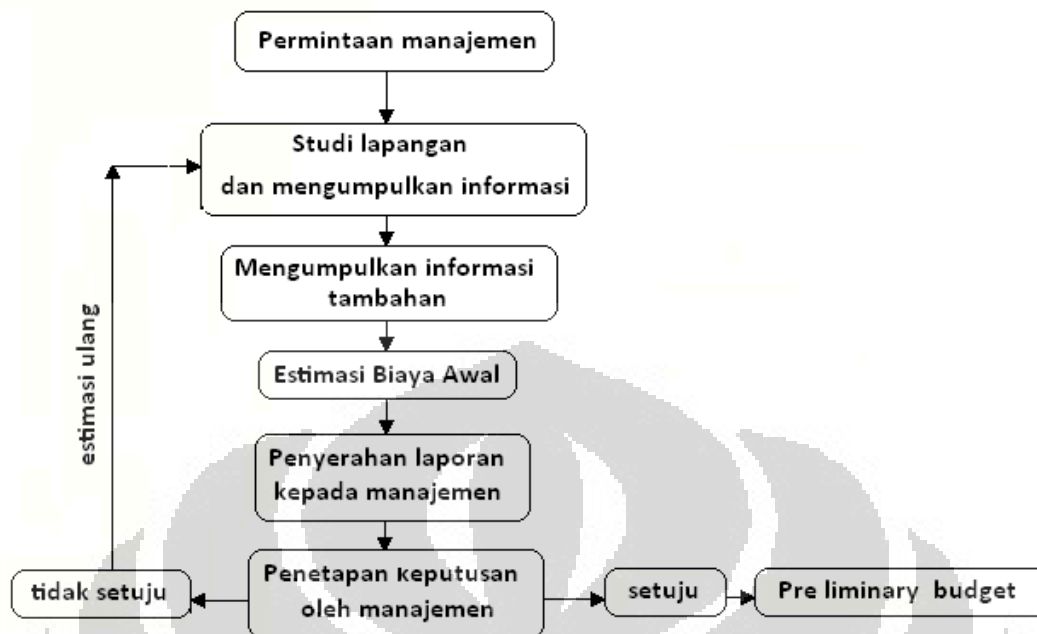 Permintaan manajemen
Studi lapangan
dan mengumpulkan informasi
Mengumpulkan informasi
tambahan
estimasi ulang
Estimasi Biaya Awal
Penyerahan laporan
kepada manajemen
tidak setuju
Penetapan keputusan
oleh manajemen
setuju
Pre liminary budget